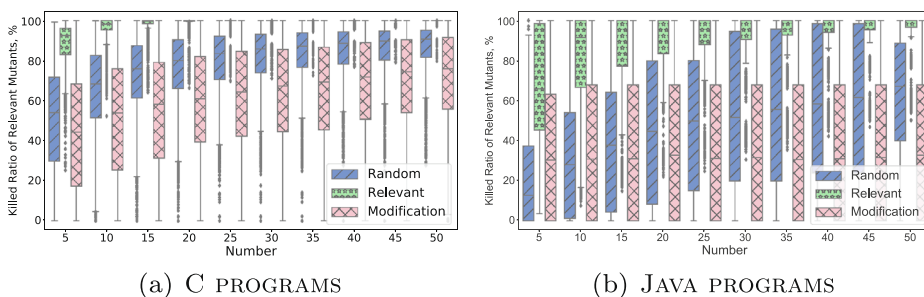 Killed Ratio of Relevant Mutants, %
100
80
60
40
20
0
Random
Relevant
Modification
5 10 15 20 25 30 35 40 45 50
Number
(a) C PROGRAMS
Killed Ratio of Relevant Mutants, %
100
80
60
40
20
0
Random
Relevant
Modification
5 10 15 20 25 30 35 40 45 50
Number
(b) JAVA PROGRAMS